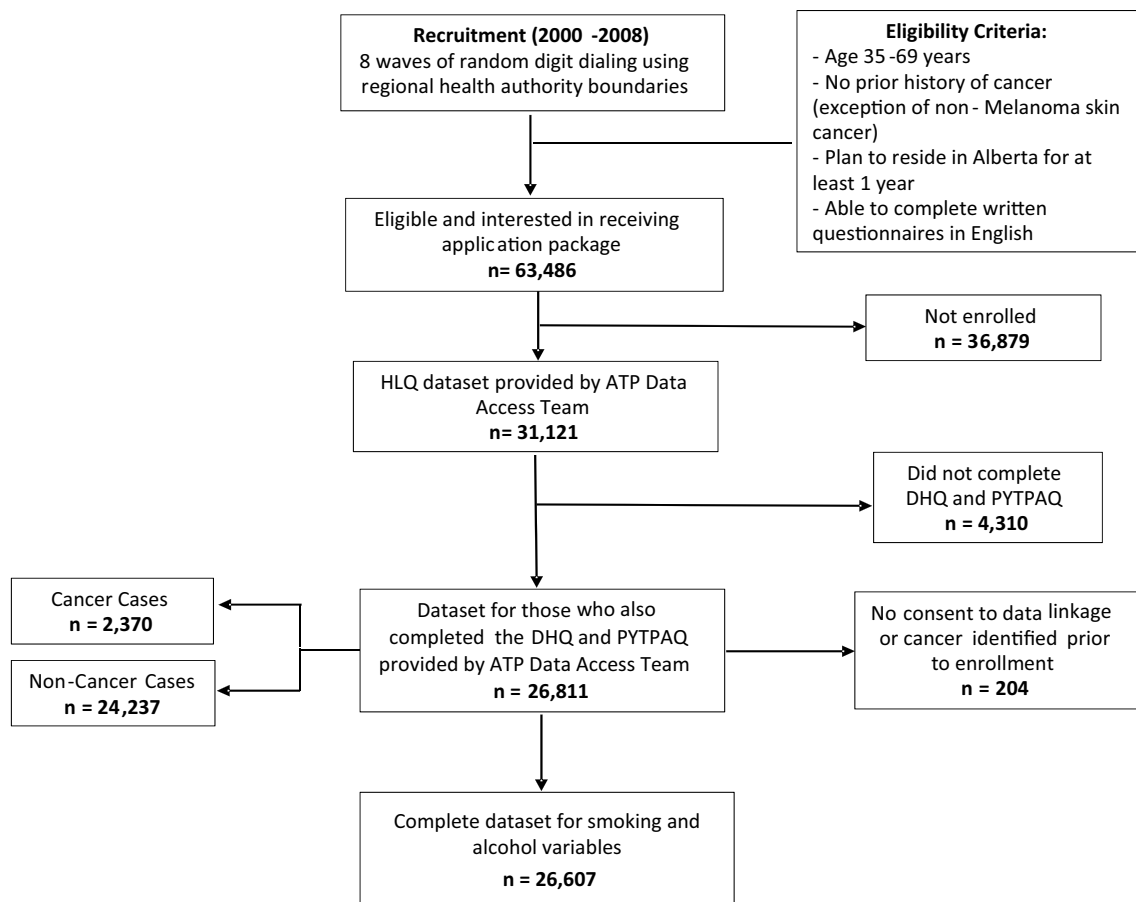 Recruitment (2000 -2008)
8 waves of random digit dialing using
regional health authority boundaries
Eligibility Criteria:
- Age 35 -69 years
- No prior history of cancer
(exception of non - Melanoma skin
cancer)
- Plan to reside in Alberta for at
least 1 year
- Able to complete written
questionnaires in English
Eligible and interested in receiving
application package
n= 63,486
Not enrolled
n = 36,879
HLQ dataset provided by ATP Data
Access Team
n= 31,121
Did not complete
DHQ and PYTPAQ
n = 4,310
Cancer Cases
n = 2,370
Non-Cancer Cases
n = 24,237
Dataset for those who also
completed the DHQ and PYTPAQ
provided by ATP Data Access Team
n = 26,811
No consent to data linkage
or cancer identified prior
to enrollment
n = 204
Complete dataset for smoking and
alcohol variables
n = 26,607